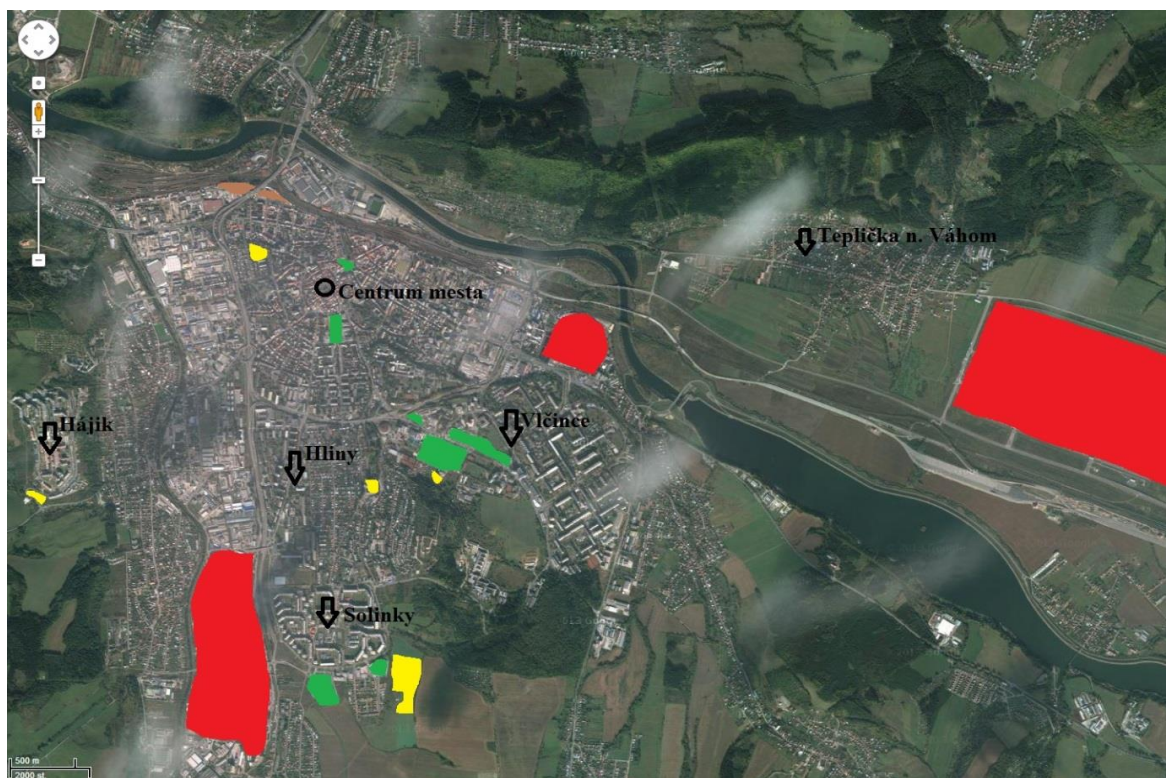 Teplička n. Váhom
Centrum mesta
Hájik
Vlčince
Hliny
Solinky
500 m
2000 st